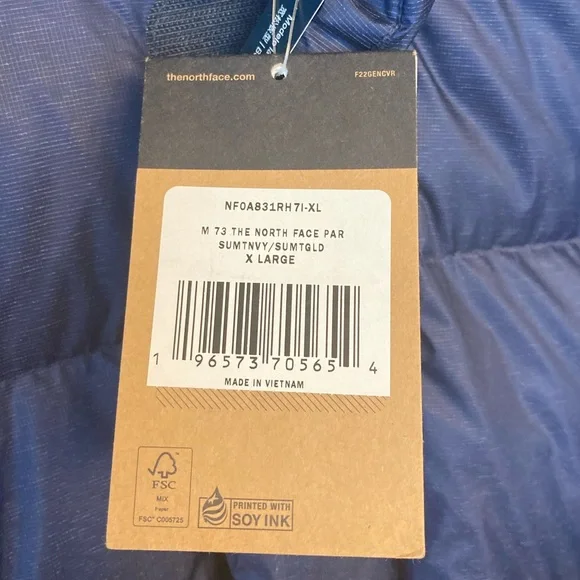 thenorthface.com F22GENCVR
NF0A831RH7I-XL
M 73 THE NORTH FACE PAR
SUMTNVY/SUMTGLD
X LARGE
1 96573 70565 4
MADE IN VIETNAM
FSC
MIX
Paper
FSC® C005725
PRINTED WITH
SOY INK